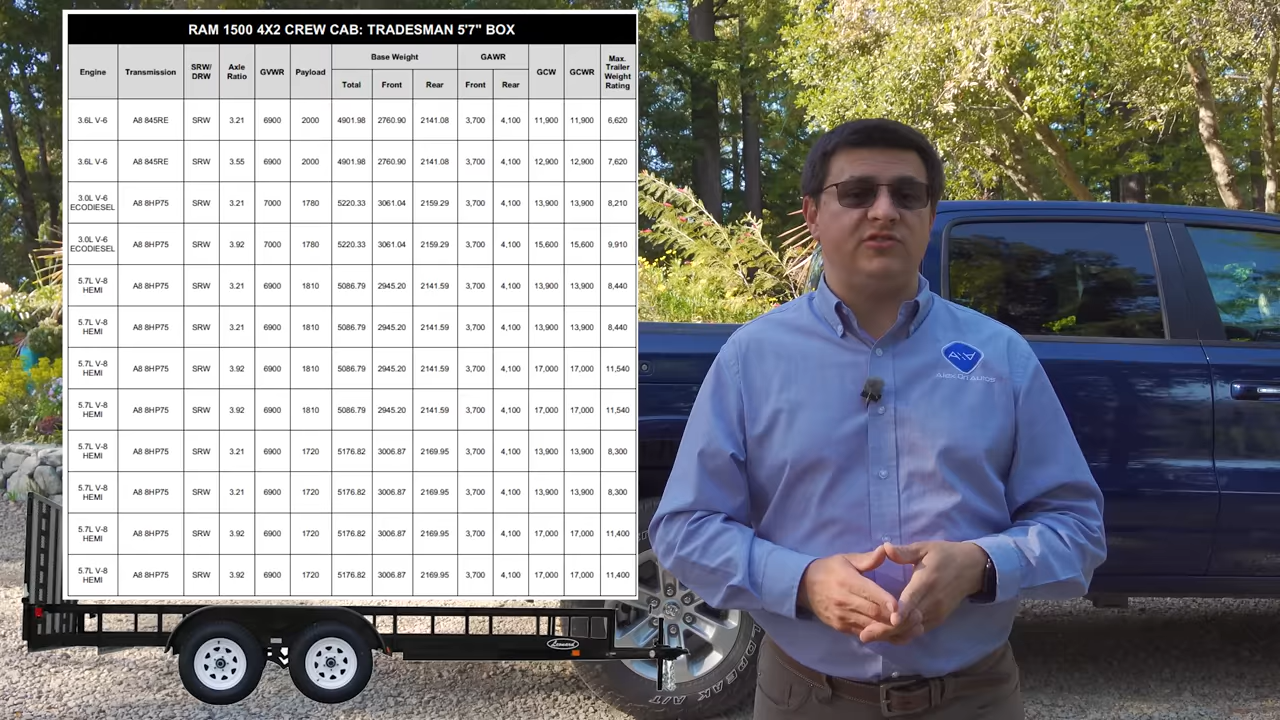 RAM 1500 4X2 CREW CAB: TRADESMAN 5'7" BOX
Engine Transmission SRW/ DRW Axle Ratio GVWR Payload Base Weight GAWR GCW GCWR Max. Trailer Weight Rating
Total Front Rear Front Rear
3.6L V-6 A8 845RE SRW 3.21 6900 2000 4901.98 2760.90 2141.08 3,700 4,100 11,900 11,900 6,620
3.6L V-6 A8 845RE SRW 3.55 6900 2000 4901.98 2760.90 2141.08 3,700 4,100 12,900 12,900 7,620
3.0L V-6 ECODIESEL A8 8HP75 SRW 3.21 7000 1780 5220.33 3061.04 2159.29 3,700 4,100 13,900 13,900 8,210
3.0L V-6 ECODIESEL A8 8HP75 SRW 3.92 7000 1780 5220.33 3061.04 2159.29 3,700 4,100 15,600 15,600 9,910
5.7L V-8 HEMI A8 8HP75 SRW 3.21 6900 1810 5086.79 2945.20 2141.59 3,700 4,100 13,900 13,900 8,440
5.7L V-8 HEMI A8 8HP75 SRW 3.21 6900 1810 5086.79 2945.20 2141.59 3,700 4,100 13,900 13,900 8,440
5.7L V-8 HEMI A8 8HP75 SRW 3.92 6900 1810 5086.79 2945.20 2141.59 3,700 4,100 17,000 17,000 11,540
5.7L V-8 HEMI A8 8HP75 SRW 3.92 6900 1810 5086.79 2945.20 2141.59 3,700 4,100 17,000 17,000 11,540
5.7L V-8 HEMI A8 8HP75 SRW 3.21 6900 1720 5176.82 3006.87 2169.95 3,700 4,100 13,900 13,900 8,300
5.7L V-8 HEMI A8 8HP75 SRW 3.21 6900 1720 5176.82 3006.87 2169.95 3,700 4,100 13,900 13,900 8,300
5.7L V-8 HEMI A8 8HP75 SRW 3.92 6900 1720 5176.82 3006.87 2169.95 3,700 4,100 17,000 17,000 11,400
5.7L V-8 HEMI A8 8HP75 SRW 3.92 6900 1720 5176.82 3006.87 2169.95 3,700 4,100 17,000 17,000 11,400
Alex on Autos
Leonard
A/T